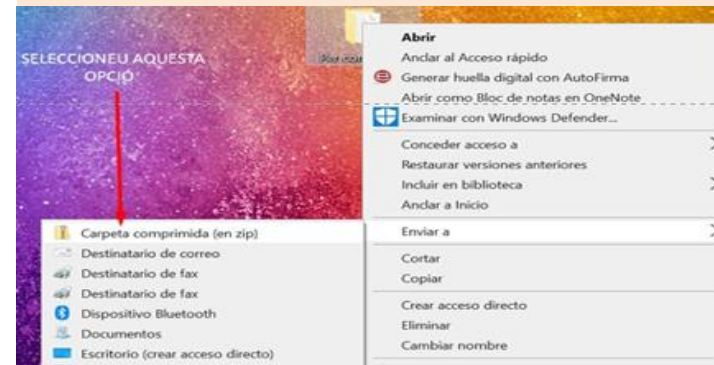 SELECCIONEU AQUESTA
OPCIÓ
Abrir
Anclar al Acceso rápido
Generar huella digital con AutoFirma
Abrir como Bloc de notas en OneNote
Examinar con Windows Defender...
Conceder acceso a
Restaurar versiones anteriores
Incluir en biblioteca
Anclar a Inicio
Enviar a
Cortar
Copiar
Crear acceso directo
Eliminar
Cambiar nombre
Carpeta comprimida (en zip)
Destinatario de correo
Destinatario de fax
Destinatario de fax
Dispositivo Bluetooth
Documentos
Escritorio (crear acceso directo)